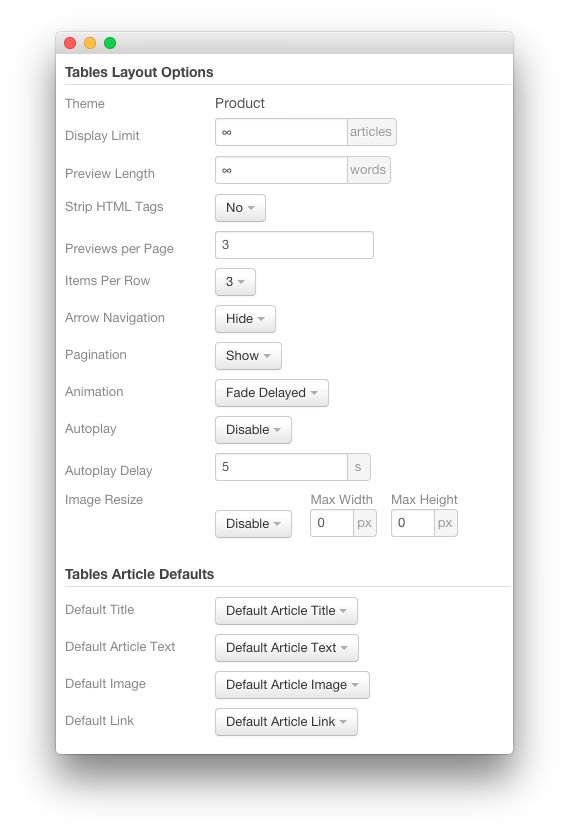 Tables Layout Options
Theme Product
Display Limit ∞ articles
Preview Length ∞ words
Strip HTML Tags No
Previews per Page 3
Items Per Row 3
Arrow Navigation Hide
Pagination Show
Animation Fade Delayed
Autoplay Disable
Autoplay Delay 5 s
Image Resize Max Width Max Height
Disable 0 px 0 px
Tables Article Defaults
Default Title Default Article Title
Default Article Text Default Article Text
Default Image Default Article Image
Default Link Default Article Link